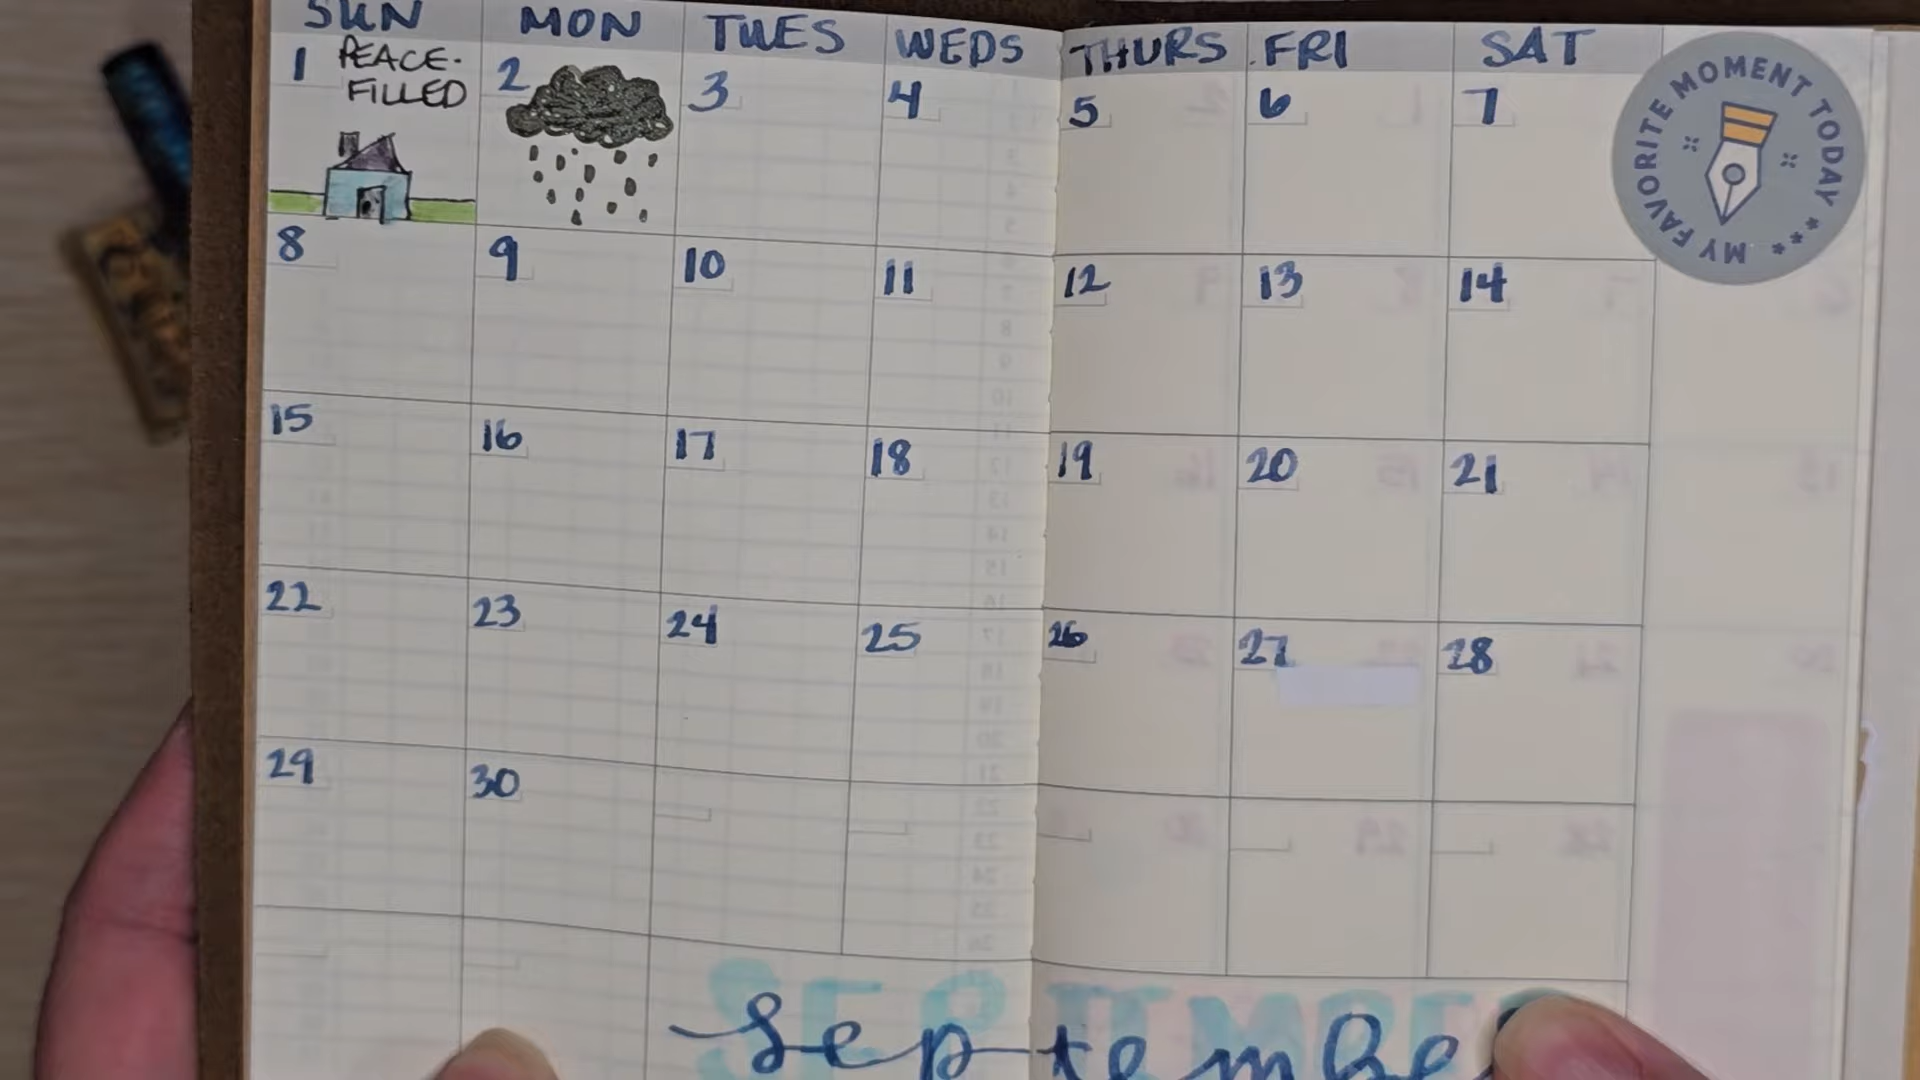 SUN MON TUES WEDS THURS FRI SAT
1 PEACE-
FILLED
2 3 4 5 6 7
MY FAVORITE MOMENT TODAY
8 9 10 11 12 13 14
15 16 17 18 19 20 21
22 23 24 25 26 27 28
29 30
SEPTEMBE
SepтemBe